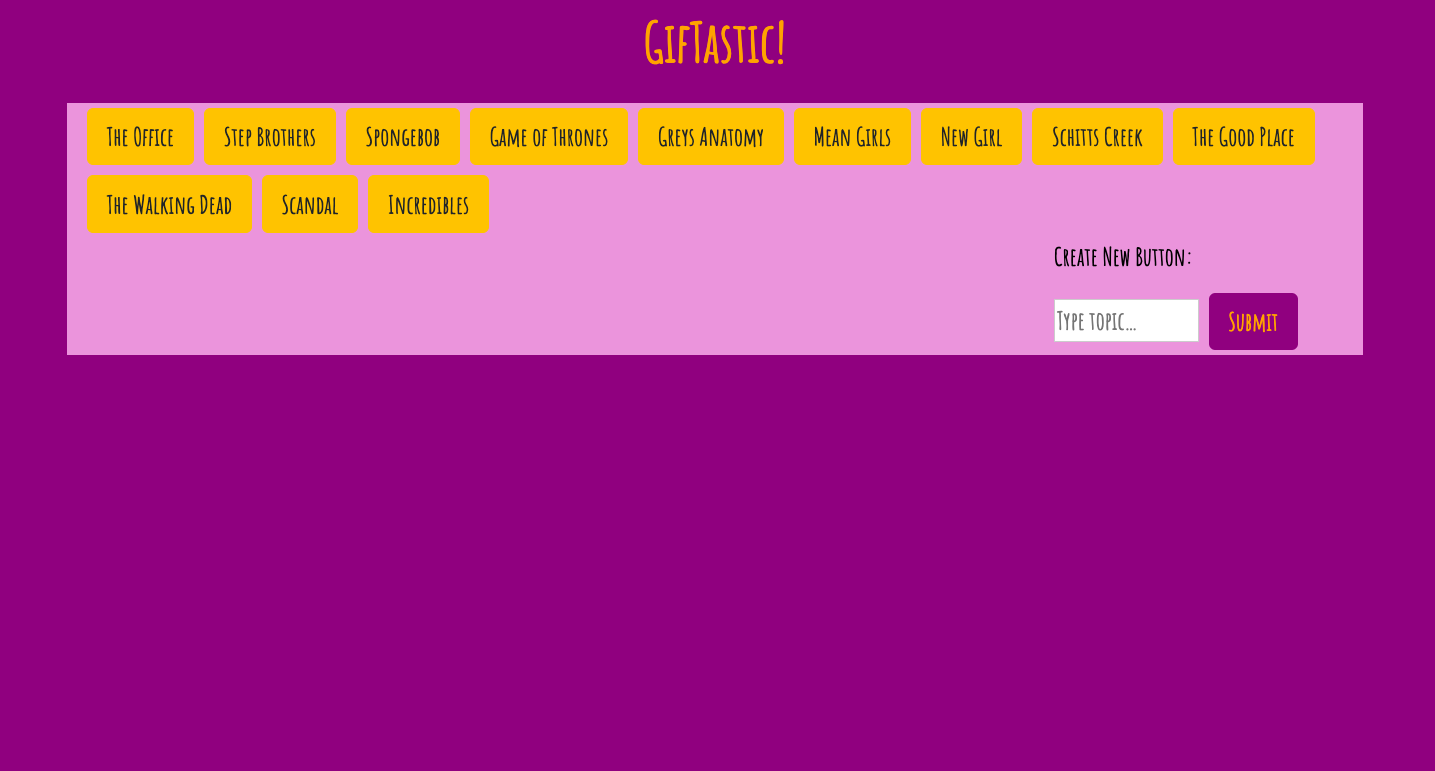 GifTastic!
The Office Step Brothers Spongebob Game of Thrones Greys Anatomy Mean Girls New Girl Schitts Creek The Good Place
The Walking Dead Scandal Incredibles
Create New Button:
Type topic... Submit